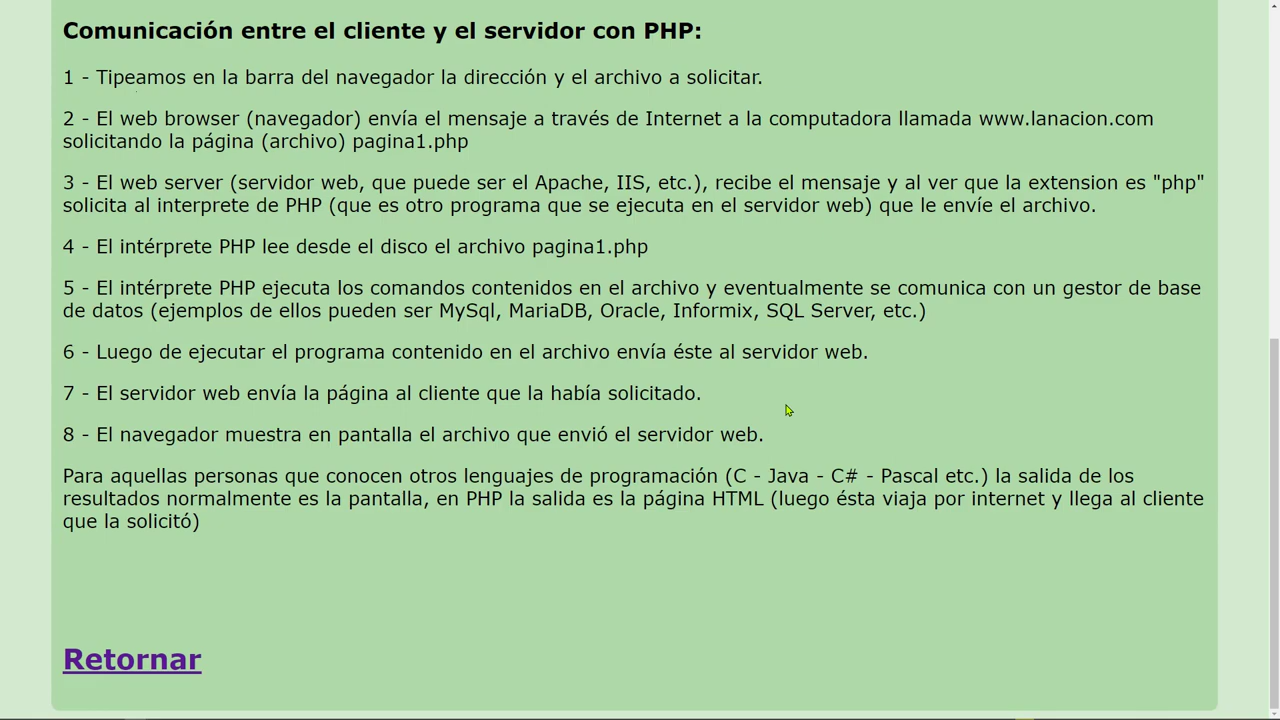 Comunicación entre el cliente y el servidor con PHP:
1 - Tipeamos en la barra del navegador la dirección y el archivo a solicitar.
2 - El web browser (navegador) envía el mensaje a través de Internet a la computadora llamada www.lanacion.com
solicitando la página (archivo) pagina1.php
3 - El web server (servidor web, que puede ser el Apache, IIS, etc.), recibe el mensaje y al ver que la extension es "php"
solicita al interprete de PHP (que es otro programa que se ejecuta en el servidor web) que le envíe el archivo.
4 - El intérprete PHP lee desde el disco el archivo pagina1.php
5 - El intérprete PHP ejecuta los comandos contenidos en el archivo y eventualmente se comunica con un gestor de base
de datos (ejemplos de ellos pueden ser MySql, MariaDB, Oracle, Informix, SQL Server, etc.)
6 - Luego de ejecutar el programa contenido en el archivo envía éste al servidor web.
7 - El servidor web envía la página al cliente que la había solicitado.
8 - El navegador muestra en pantalla el archivo que envió el servidor web.
Para aquellas personas que conocen otros lenguajes de programación (C - Java - C# - Pascal etc.) la salida de los
resultados normalmente es la pantalla, en PHP la salida es la página HTML (luego ésta viaja por internet y llega al cliente
que la solicitó)
Retornar